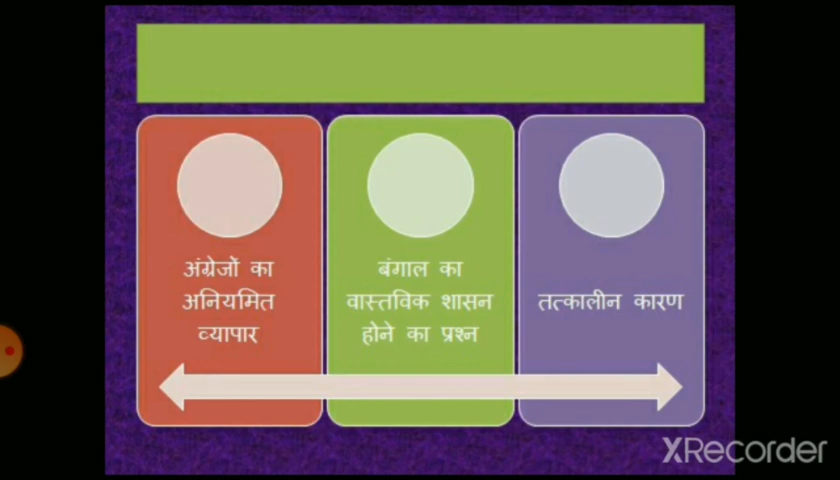 अंग्रेजों का
अनियमित
व्यापार
बंगाल का
वास्तविक शासन
होने का प्रश्न
तत्कालीन कारण
XRecorder